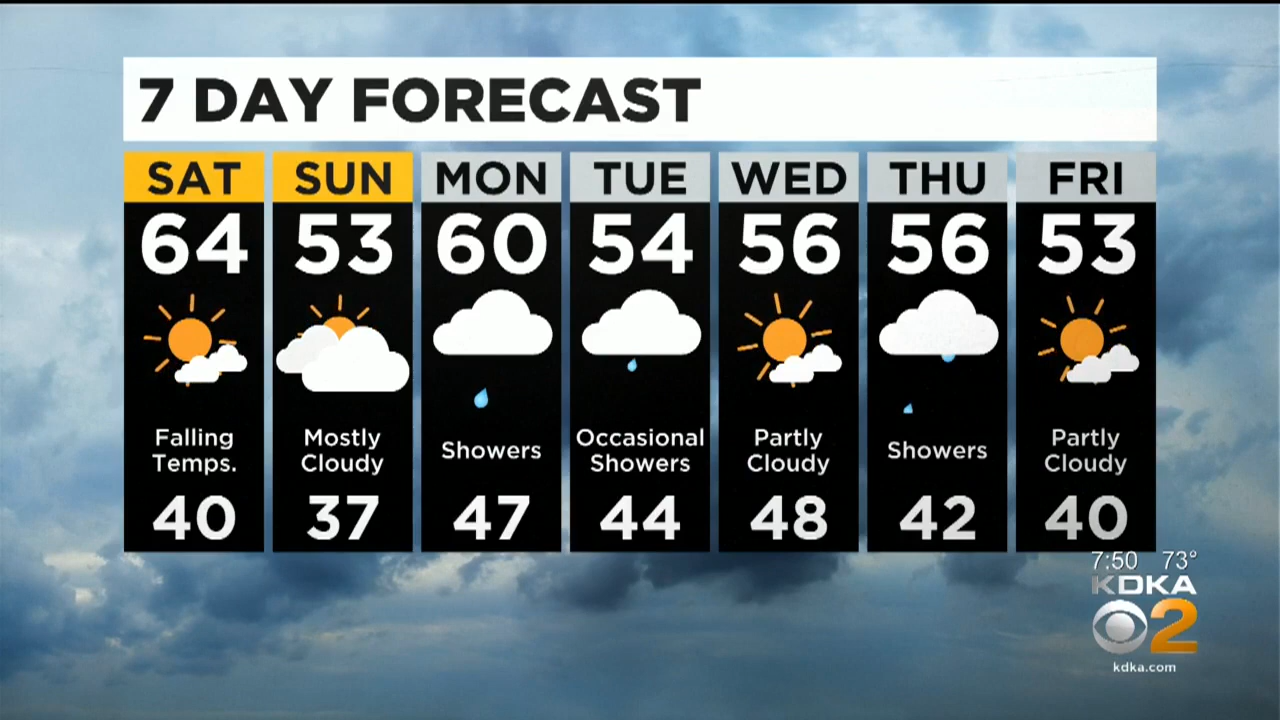 7 DAY FORECAST
SAT SUN MON TUE WED THU FRI
64 53 60 54 56 56 53
Falling Temps.
Mostly Cloudy
Showers
Occasional Showers
Partly Cloudy
Showers
Partly Cloudy
40 37 47 44 48 42 40
7:50 73°
KDKA
2
kdka.com